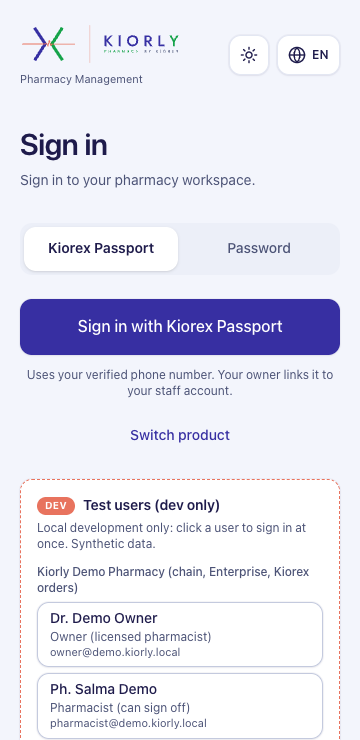 KIORLY
PHARMACY BY KIORLY
EN
Pharmacy Management
Sign in
Sign in to your pharmacy workspace.
Kiorex Passport
Password
Sign in with Kiorex Passport
Uses your verified phone number. Your owner links it to
your staff account.
Switch product
DEV
Test users (dev only)
Local development only: click a user to sign in at
once. Synthetic data.
Kiorly Demo Pharmacy (chain, Enterprise, Kiorex
orders)
Dr. Demo Owner
Owner (licensed pharmacist)
owner@demo.kiorly.local
Ph. Salma Demo
Pharmacist (can sign off)
pharmacist@demo.kiorly.local